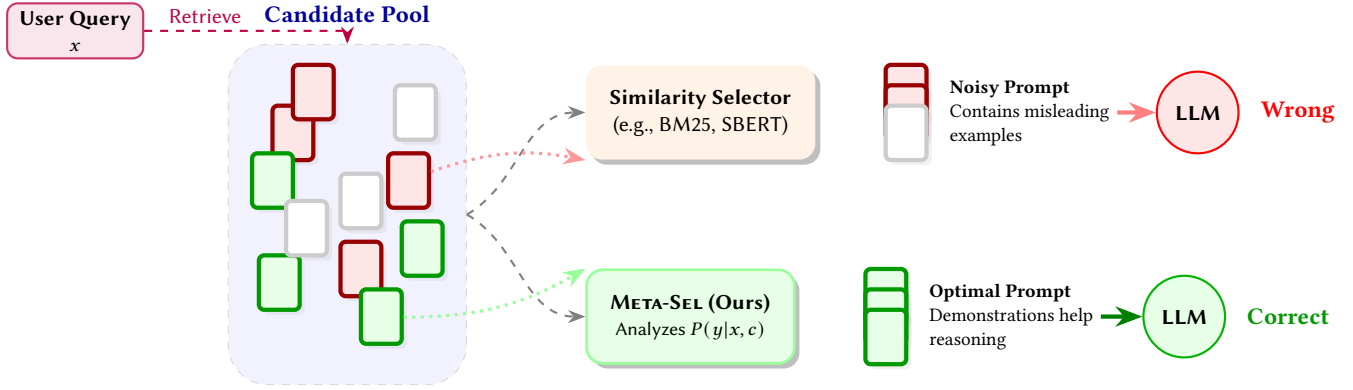 User Query
x
Retrieve
Candidate Pool
Similarity Selector
(e.g., BM25, SBERT)
Noisy Prompt
Contains misleading
examples
LLM
Wrong
META-SEL (Ours)
Analyzes P(y|x, c)
Optimal Prompt
Demonstrations help
reasoning
LLM
Correct